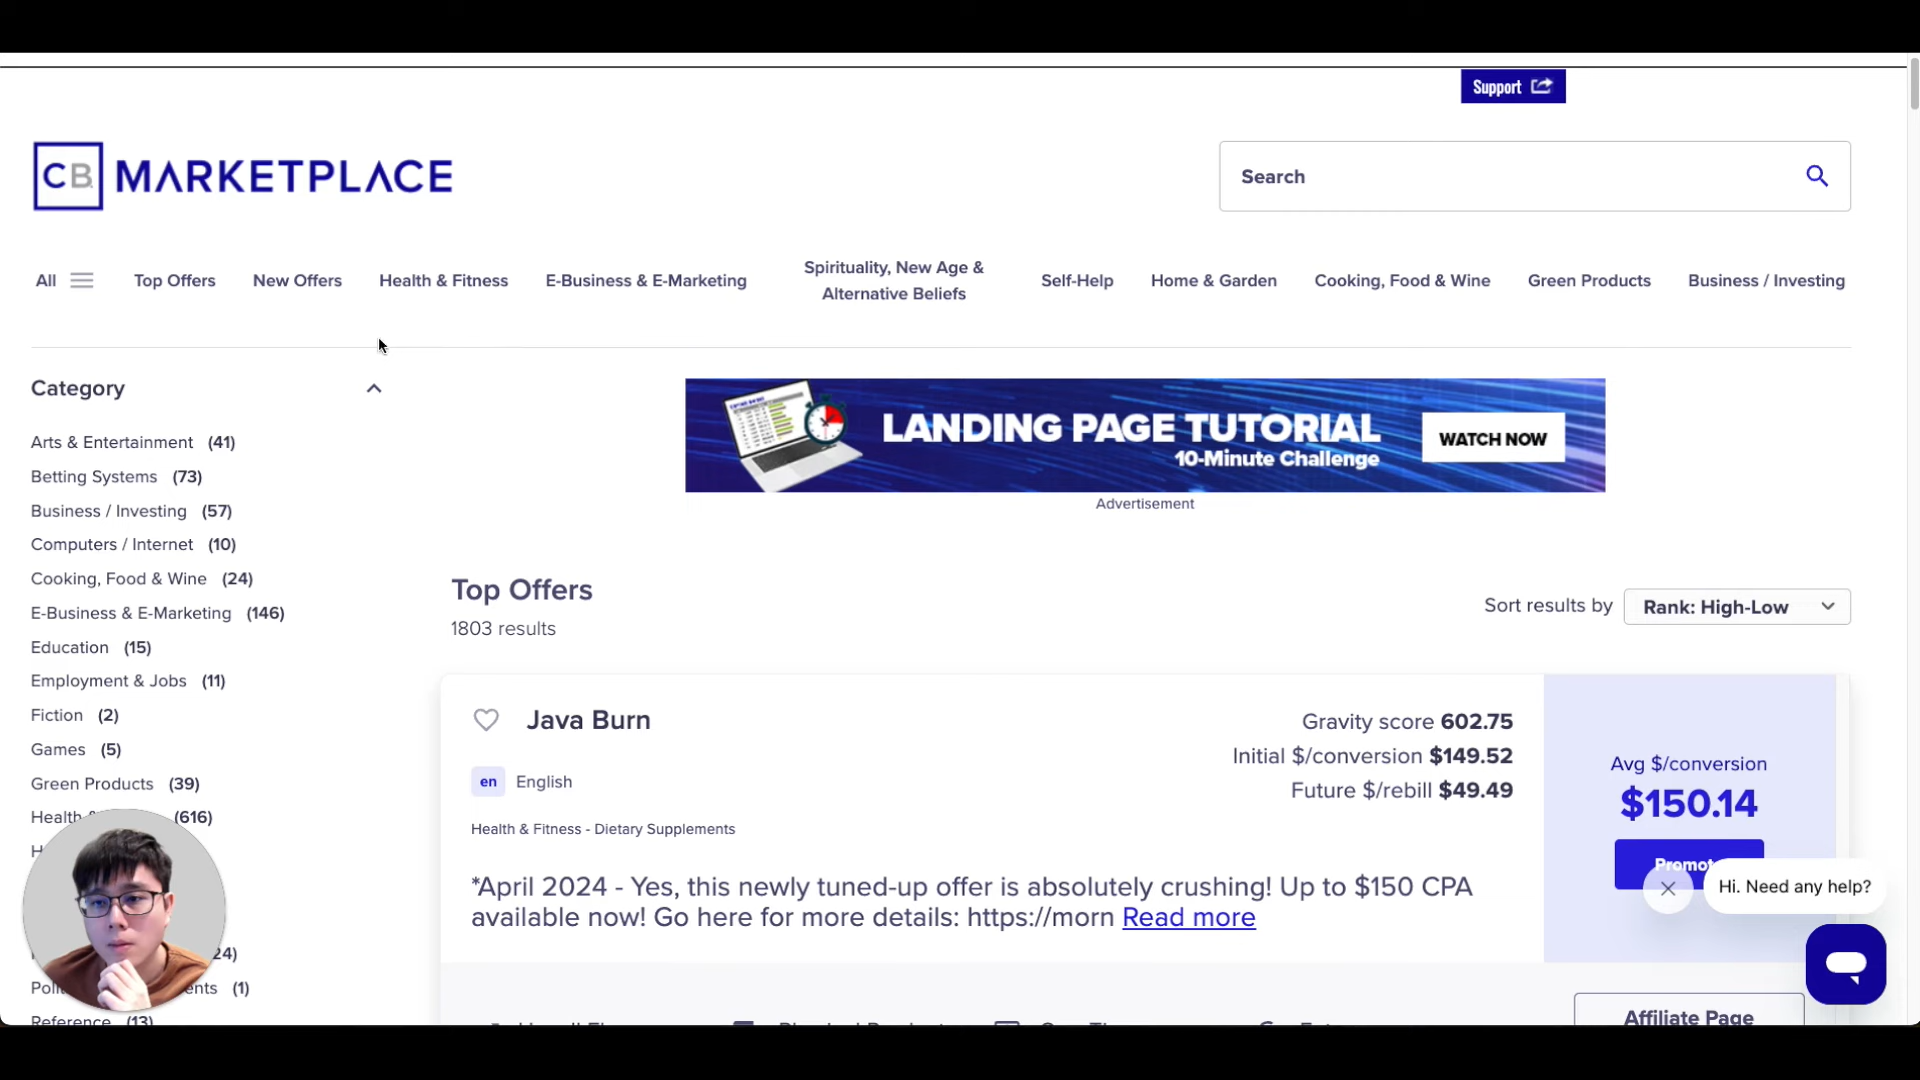 Support
CB MARKETPLACE
Search
All
Top Offers
New Offers
Health & Fitness
E-Business & E-Marketing
Spirituality, New Age &
Alternative Beliefs
Self-Help
Home & Garden
Cooking, Food & Wine
Green Products
Business / Investing
Category
Arts & Entertainment (41)
Betting Systems (73)
Business / Investing (57)
Computers / Internet (10)
Cooking, Food & Wine (24)
E-Business & E-Marketing (146)
Education (15)
Employment & Jobs (11)
Fiction (2)
Games (5)
Green Products (39)
Health (616)
24)
(1)
Reference (13)
LANDING PAGE TUTORIAL
10-Minute Challenge
WATCH NOW
Advertisement
Top Offers
1803 results
Sort results by
Rank: High-Low
Java Burn
en English
Health & Fitness - Dietary Supplements
*April 2024 - Yes, this newly tuned-up offer is absolutely crushing! Up to $150 CPA
available now! Go here for more details: https://morn Read more
Gravity score 602.75
Initial $/conversion $149.52
Future $/rebill $49.49
Avg $/conversion
$150.14
Promot
Hi. Need any help?
Affiliate Page